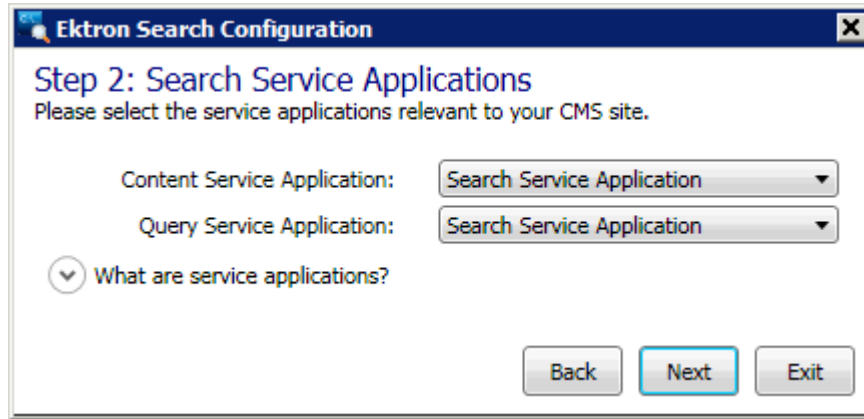 Ektron Search Configuration
Step 2: Search Service Applications
Please select the service applications relevant to your CMS site.
Content Service Application: Search Service Application
Query Service Application: Search Service Application
What are service applications?
Back Next Exit